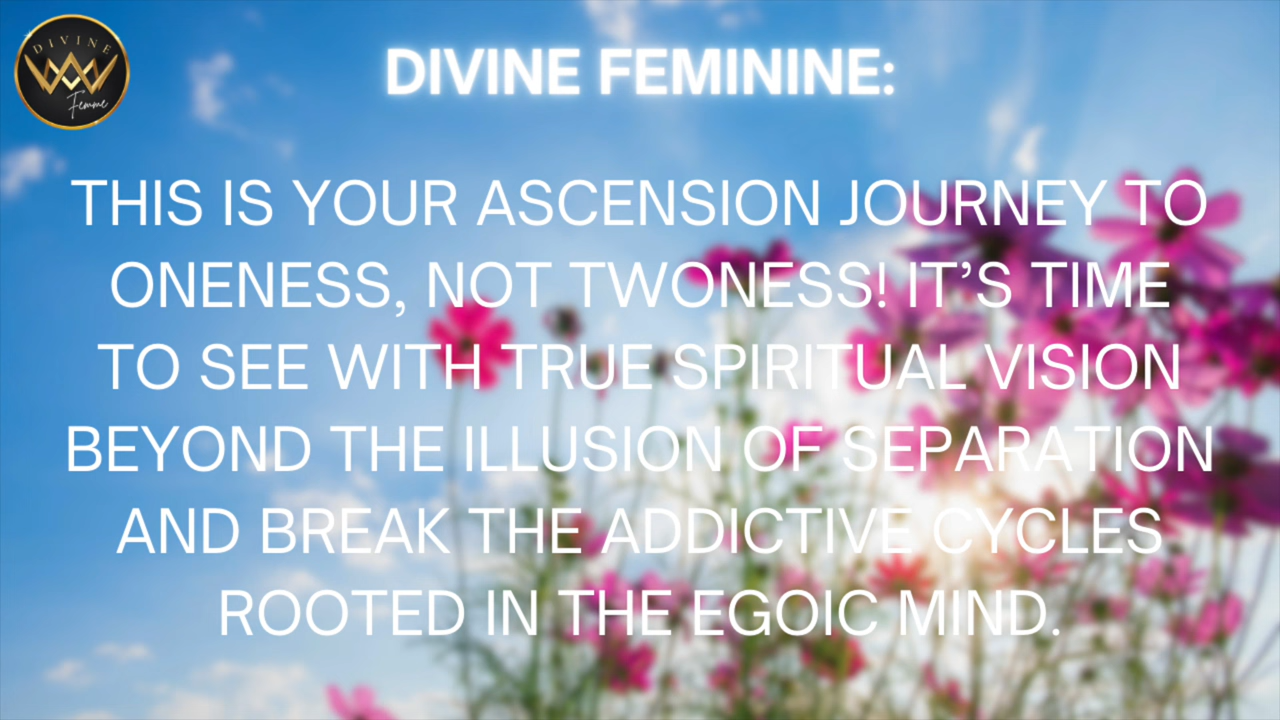 DIVINE
Femme
DIVINE FEMININE:
THIS IS YOUR ASCENSION JOURNEY TO
ONENESS, NOT TWONESS! IT’S TIME
TO SEE WITH TRUE SPIRITUAL VISION
BEYOND THE ILLUSION OF SEPARATION
AND BREAK THE ADDICTIVE CYCLES
ROOTED IN THE EGOIC MIND.